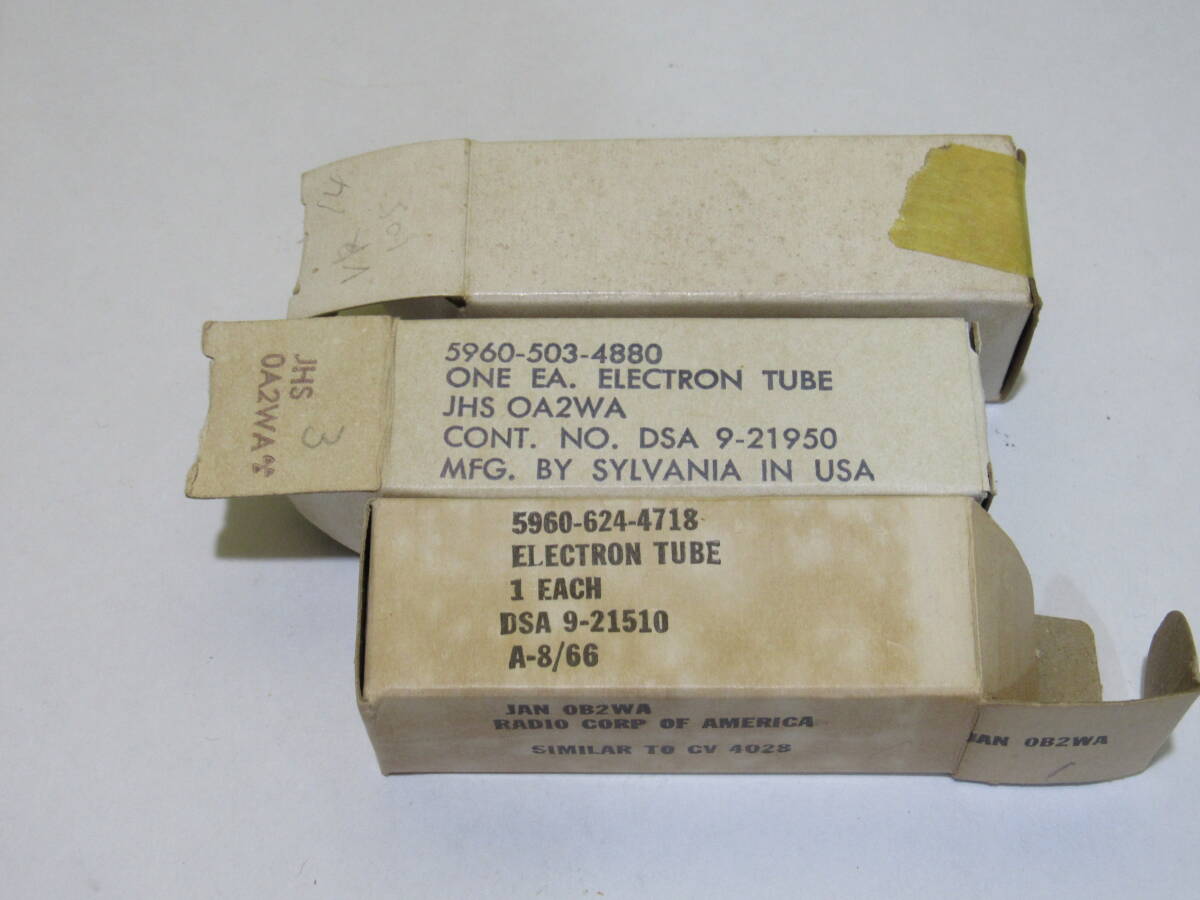 5960-503-4880
ONE EA. ELECTRON TUBE
JHS OA2WA
CONT. NO. DSA 9-21950
MFG. BY SYLVANIA IN USA
JHS
OA2WA
3
5960-624-4718
ELECTRON TUBE
1 EACH
DSA 9-21510
A-8/66
JAN OB2WA
RADIO CORP OF AMERICA
SIMILAR TO CV 4028
JAN OB2WA